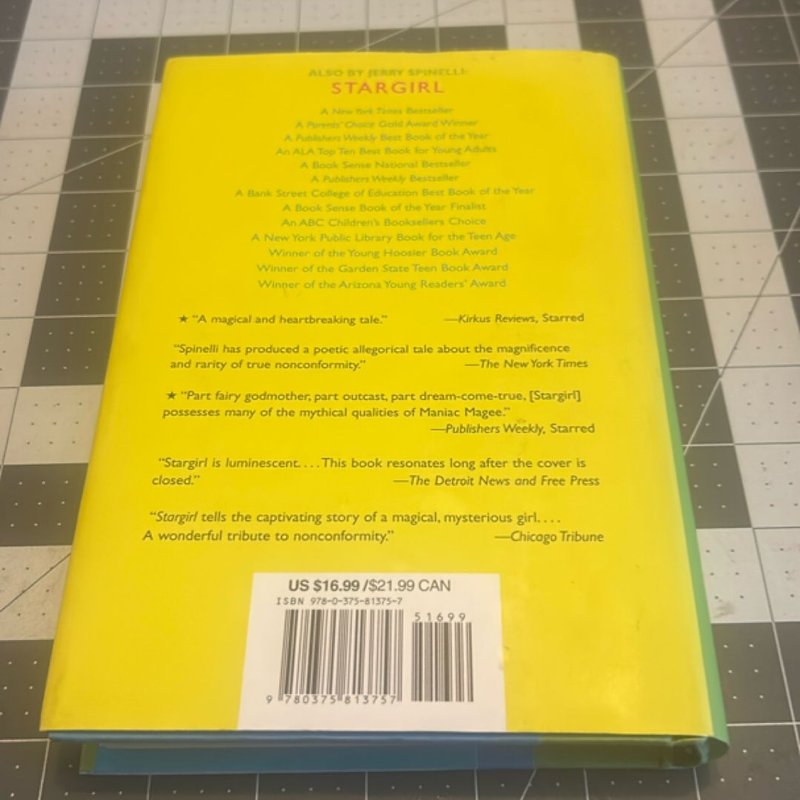 ALSO BY JERRY SPINELLI:
STARGIRL
A New York Times Bestseller
A Parents' Choice Gold Award Winner
A Publishers Weekly Best Book of the Year
An ALA Top Ten Best Book for Young Adults
A Book Sense National Bestseller
A Publishers Weekly Bestseller
A Bank Street College of Education Best Book of the Year
A Book Sense Book of the Year Finalist
An ABC Children's Booksellers Choice
A New York Public Library Book for the Teen Age
Winner of the Young Hoosier Book Award
Winner of the Garden State Teen Book Award
Winner of the Arizona Young Readers' Award
★ “A magical and heartbreaking tale.” —Kirkus Reviews, Starred
“Spinelli has produced a poetic allegorical tale about the magnificence
and rarity of true nonconformity.” —The New York Times
★ “Part fairy godmother, part outcast, part dream-come-true, [Stargirl]
possesses many of the mythical qualities of Maniac Magee.”
—Publishers Weekly, Starred
“Stargirl is luminescent. . . . This book resonates long after the cover is
closed.” —The Detroit News and Free Press
“Stargirl tells the captivating story of a magical, mysterious girl. . . .
A wonderful tribute to nonconformity.” —Chicago Tribune
US $16.99 /$21.99 CAN
ISBN 978-0-375-81375-7
51699
9 780375 813757